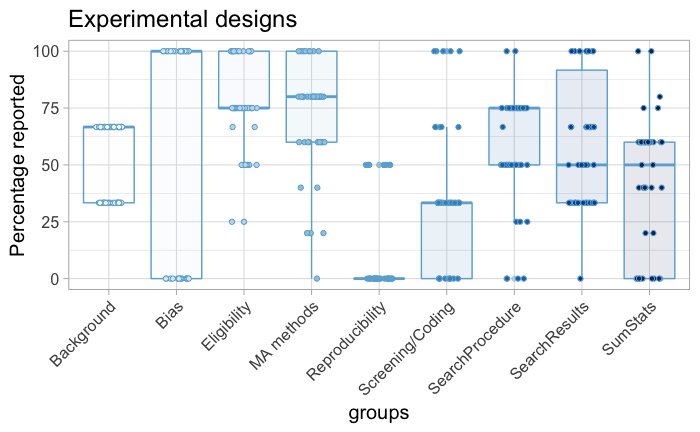 Experimental designs
Percentage reported
100
75
50
25
0
Background
Bias
Eligibility
MA methods
Reproducibility
Screening/Coding
SearchProcedure
SearchResults
SumStats
groups